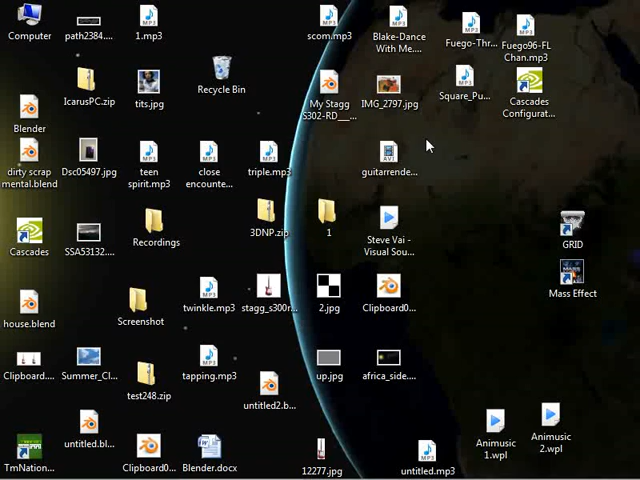 Computer
path2384....
1.mp3
scom.mp3
Blake-Dance
With Me....
Fuego-Thr...
Fuego96-FL
Chan.mp3
IcarusPC.zip
tits.jpg
Recycle Bin
My Stagg
S302-RD___...
IMG_2797.jpg
Square_Pu...
Cascades
Configurat...
Blender
dirty scrap
mental.blend
Dsc05497.jpg
teen
spirit.mp3
close
encounte...
triple.mp3
guitarrende...
Cascades
SSA53132....
Recordings
3DNP.zip
1
Steve Vai -
Visual Sou...
GRID
Mass Effect
house.blend
Screenshot
twinkle.mp3
stagg_s300r...
2.jpg
Clipboard0...
Clipboard....
Summer_Cl...
test248.zip
tapping.mp3
untitled2.b...
up.jpg
africa_side....
TmNation...
untitled.bl...
Clipboard0...
Blender.docx
12277.jpg
untitled.mp3
Animusic
1.wpl
Animusic
2.wpl